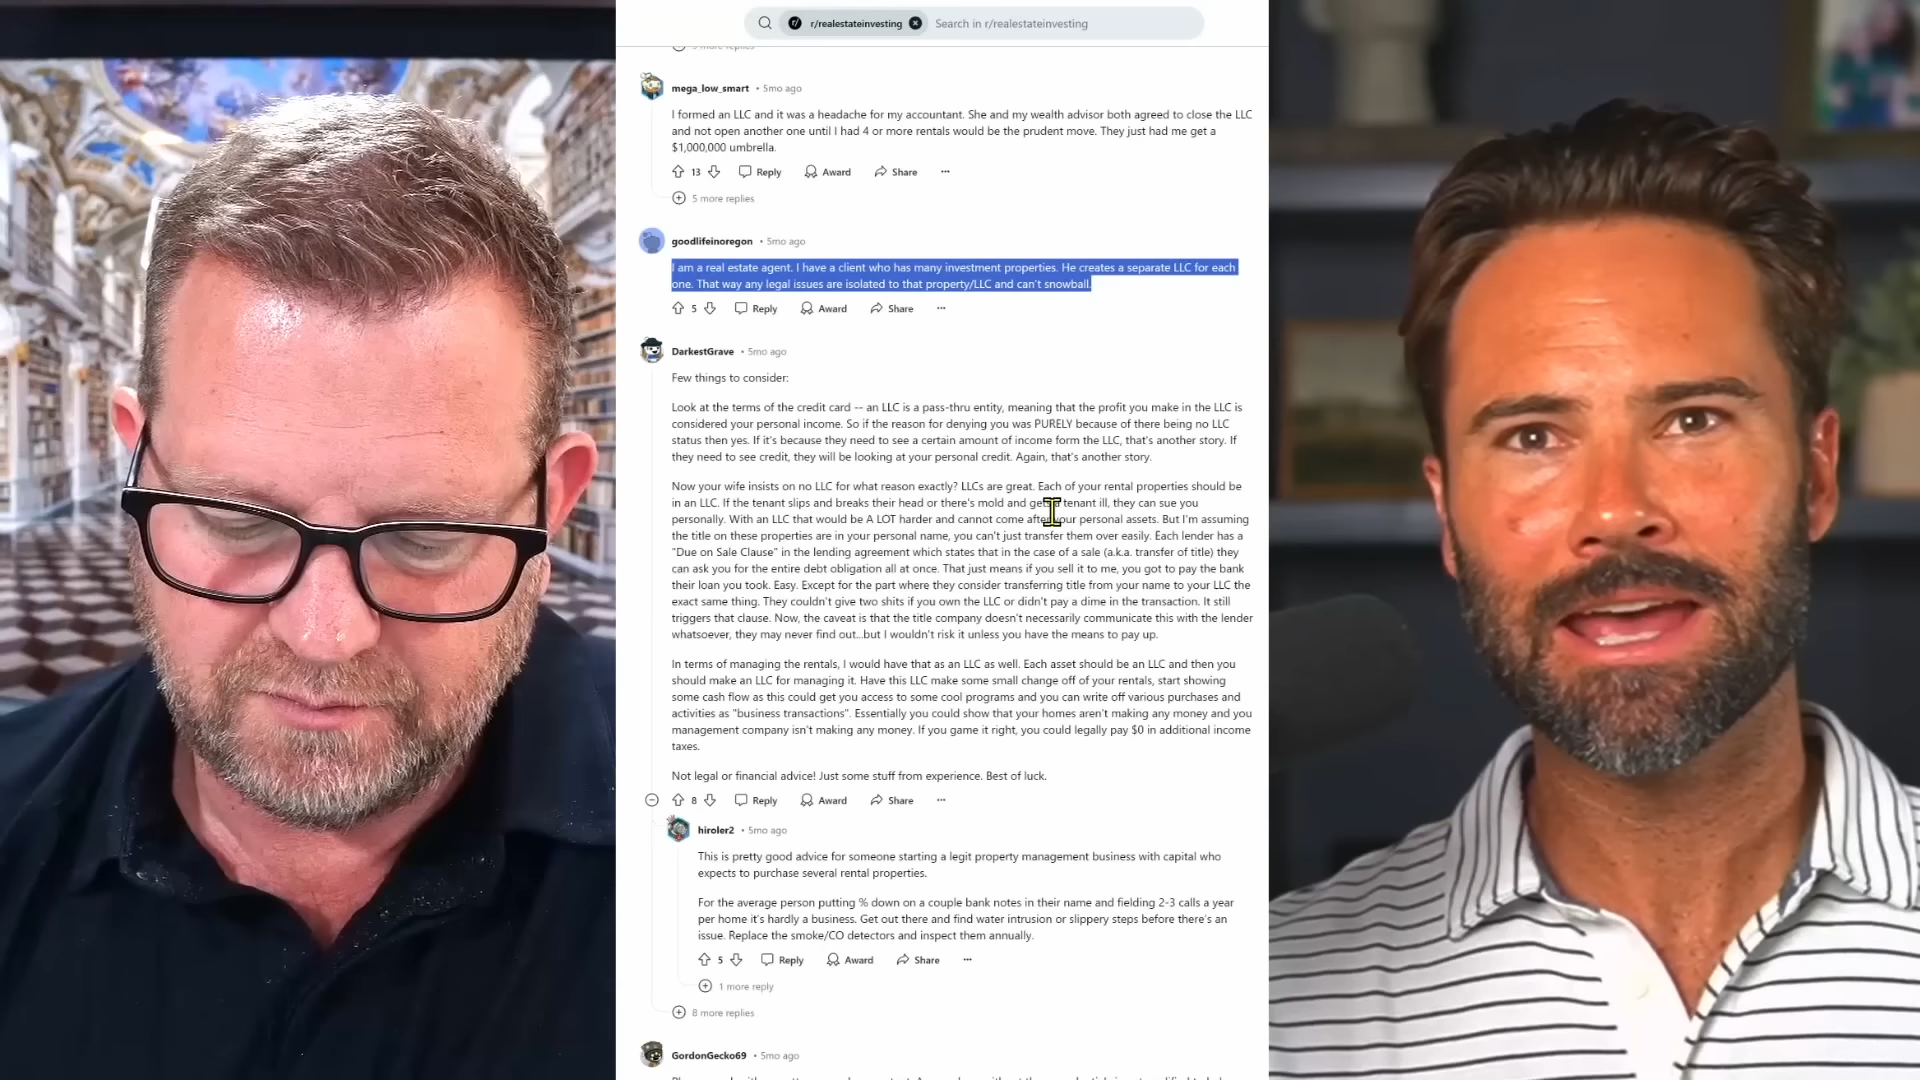 r/realestateinvesting
Search in r/realestateinvesting
more replies
mega_low_smart • 5mo ago
I formed an LLC and it was a headache for my accountant. She and my wealth advisor both agreed to close the LLC
and not open another one until I had 4 or more rentals would be the prudent move. They just had me get a
$1,000,000 umbrella.
13 Reply Award Share ...
5 more replies
goodlifeinoregon • 5mo ago
I am a real estate agent. I have a client who has many investment properties. He creates a separate LLC for each
one. That way any legal issues are isolated to that property/LLC and can't snowball.
5 Reply Award Share ...
DarkestGrave • 5mo ago
Few things to consider:
Look at the terms of the credit card -- an LLC is a pass-thru entity, meaning that the profit you make in the LLC is
considered your personal income. So if the reason for denying you was PURELY because of there being no LLC
status then yes. If it's because they need to see a certain amount of income form the LLC, that's another story. If
they need to see credit, they will be looking at your personal credit. Again, that's another story.
Now your wife insists on no LLC for what reason exactly? LLCs are great. Each of your rental properties should be
in an LLC. If the tenant slips and breaks their head or there's mold and get tenant ill, they can sue you
personally. With an LLC that would be A LOT harder and cannot come after your personal assets. But I'm assuming
the title on these properties are in your personal name, you can't just transfer them over easily. Each lender has a
"Due on Sale Clause" in the lending agreement which states that in the case of a sale (a.k.a. transfer of title) they
can ask you for the entire debt obligation all at once. That just means if you sell it to me, you got to pay the bank
their loan you took. Easy. Except for the part where they consider transferring title from your name to your LLC the
exact same thing. They couldn't give two shits if you own the LLC or didn't pay a dime in the transaction. It still
triggers that clause. Now, the caveat is that the title company doesn't necessarily communicate this with the lender
whatsoever, they may never find out...but I wouldn't risk it unless you have the means to pay up.
In terms of managing the rentals, I would have that as an LLC as well. Each asset should be an LLC and then you
should make an LLC for managing it. Have this LLC make some small change off of your rentals, start showing
some cash flow as this could get you access to some cool programs and you can write off various purchases and
activities as "business transactions". Essentially you could show that your homes aren't making any money and you
management company isn't making any money. If you game it right, you could legally pay $0 in additional income
taxes.
Not legal or financial advice! Just some stuff from experience. Best of luck.
8 Reply Award Share ...
hiroler2 • 5mo ago
This is pretty good advice for someone starting a legit property management business with capital who
expects to purchase several rental properties.
For the average person putting % down on a couple bank notes in their name and fielding 2-3 calls a year
per home it's hardly a business. Get out there and find water intrusion or slippery steps before there's an
issue. Replace the smoke/CO detectors and inspect them annually.
5 Reply Award Share ...
1 more reply
8 more replies
GordonGecko69 • 5mo ago